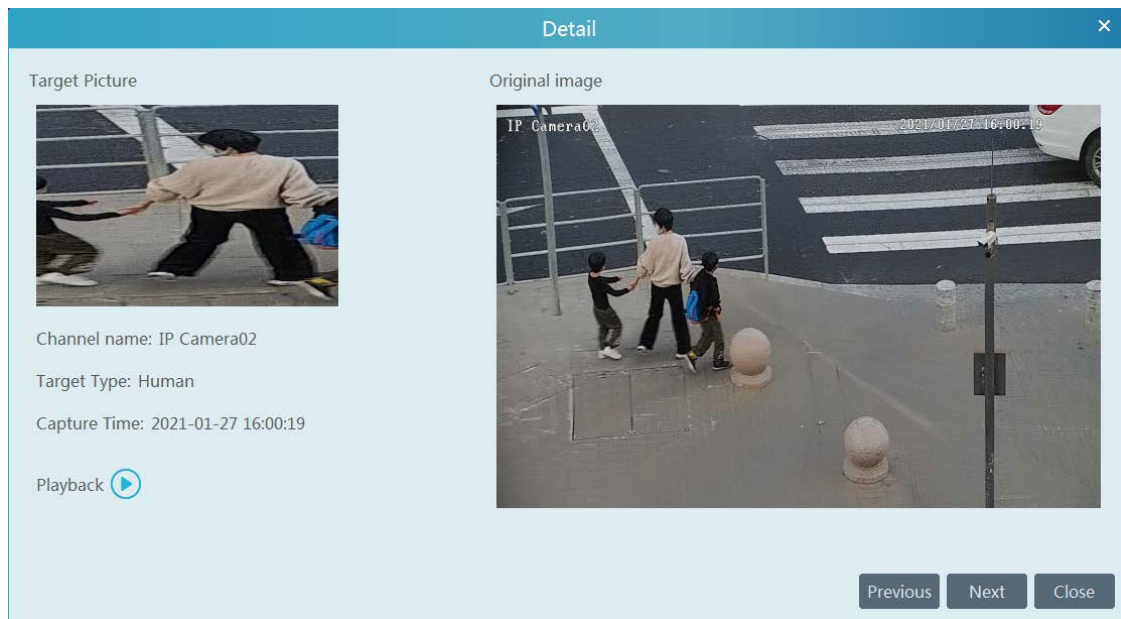 Detail
Target Picture
Original image
IP Camera02
2021/01/27 16:00:19
Channel name: IP Camera02
Target Type: Human
Capture Time: 2021-01-27 16:00:19
Playback
Previous
Next
Close